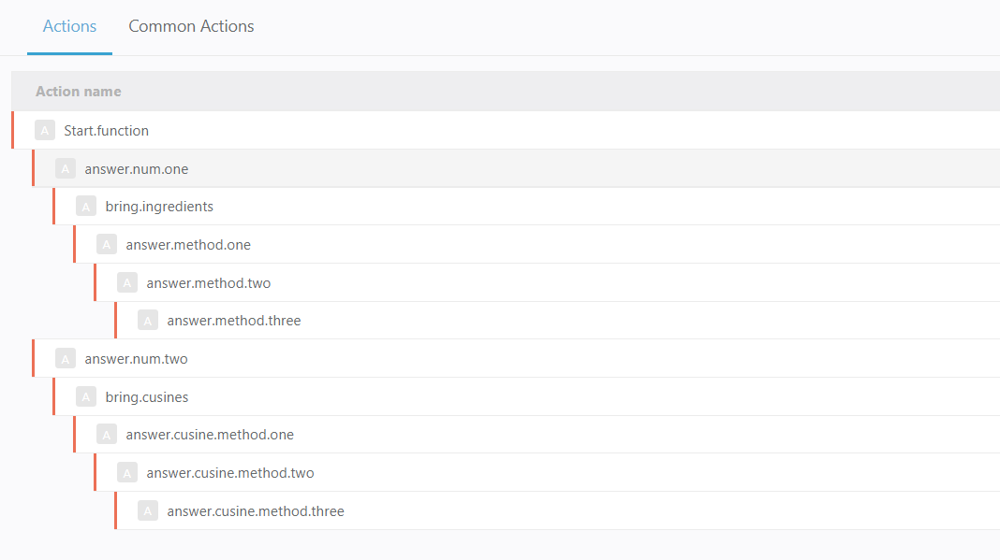 Actions Common Actions
Action name
A Start.function
A answer.num.one
A bring.ingredients
A answer.method.one
A answer.method.two
A answer.method.three
A answer.num.two
A bring.cusines
A answer.cusine.method.one
A answer.cusine.method.two
A answer.cusine.method.three